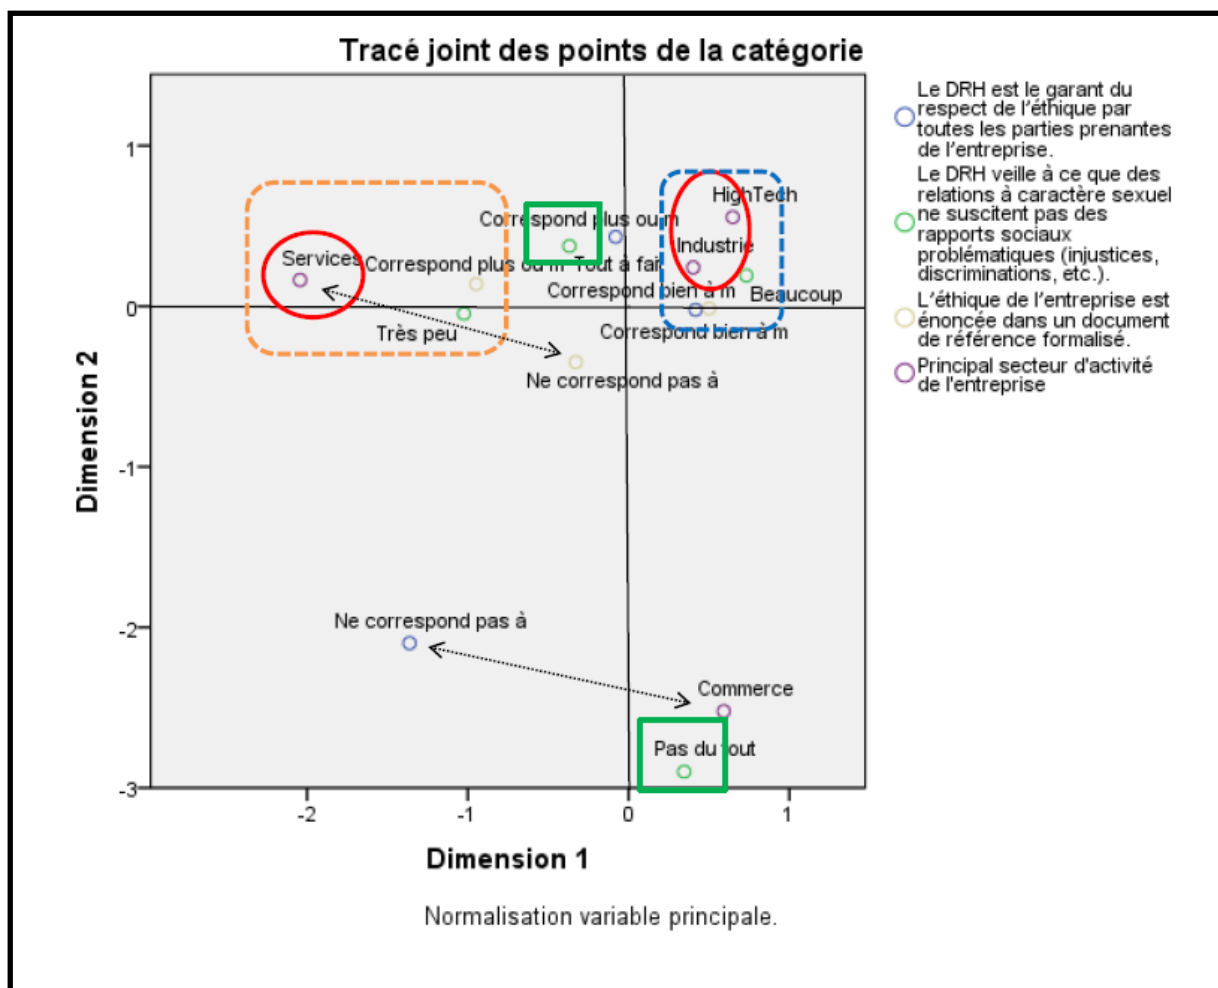 Tracé joint des points de la catégorie
Le DRH est le garant du
respect de l'éthique par
toutes les parties prenantes
de l'entreprise.
Le DRH veille à ce que des
relations à caractère sexuel
ne suscitent pas des
rapports sociaux
problématiques (injustices,
discriminations, etc.).
L'éthique de l'entreprise est
énoncée dans un document
de référence formalisé.
Principal secteur d'activité
de l'entreprise
1
0
-1
-2
-3
Dimension 2
HighTech
Correspond plus ou m
Industrie
Services
Correspond plus ou m
Tout à fai
Correspond bien à m
Beaucoup
Très peu
Correspond bien à m
Ne correspond pas à
Ne correspond pas à
Commerce
Pas du tout
-2
-1
0
1
Dimension 1
Normalisation variable principale.